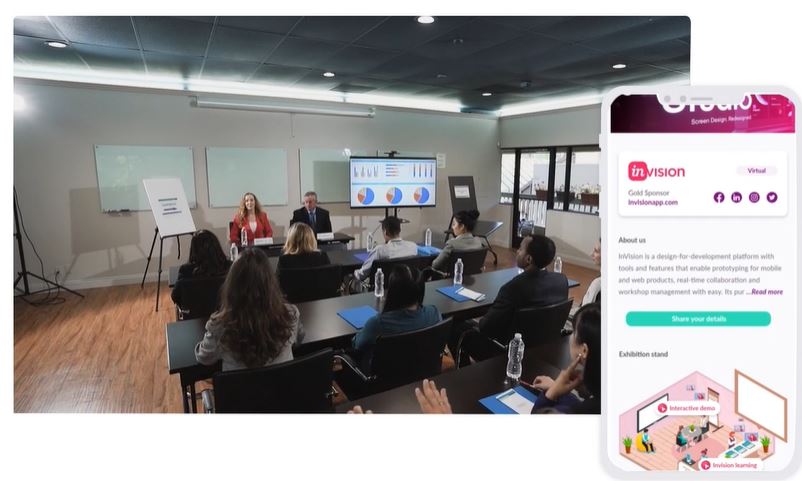 Screen Design. Redesigned
invision
Virtual
Gold Sponsor
invisionapp.com
About us
InVision is a design-for-development platform with
tools and features that enable prototyping for mobile
and web products, real-time collaboration and
workshop management with easy. Its pur ...Read more
Share your details
Exhibition stand
Interactive demo
Invision learning